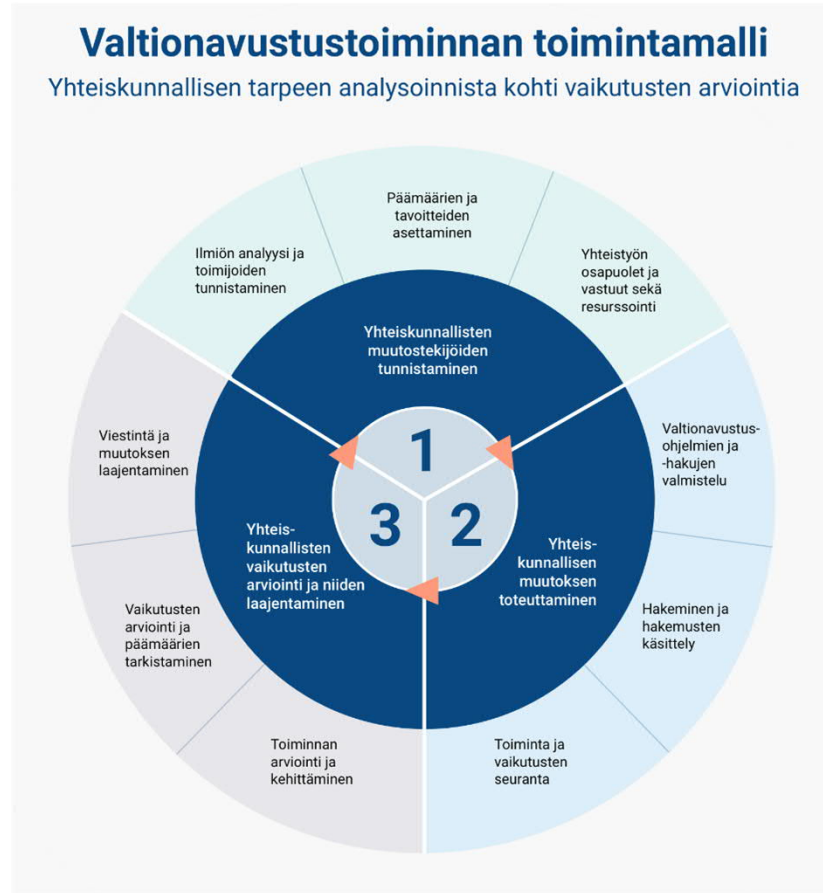 Valtionavustustoiminnan toimintamalli
Yhteiskunnallisen tarpeen analysoinnista kohti vaikutusten arviointia
Ilmiön analyysi ja
toimijoiden
tunnistaminen
Päämäärien ja
tavoitteiden
asettaminen
Yhteistyön
osapuolet ja
vastuut sekä
resurssointi
Yhteiskunnallisten
muutostekijöiden
tunnistaminen
1
Valtionavustus-
ohjelmien ja
-hakujen
valmistelu
Hakeminen ja
hakemusten
käsittely
Toiminta ja
vaikutusten
seuranta
Yhteis-
kunnallisen
muutoksen
toteuttaminen
2
Toiminnan
arviointi ja
kehittäminen
Vaikutusten
arviointi ja
päämäärien
tarkistaminen
Viestintä ja
muutoksen
laajentaminen
Yhteis-
kunnallisten
vaikutusten
arviointi ja niiden
laajentaminen
3